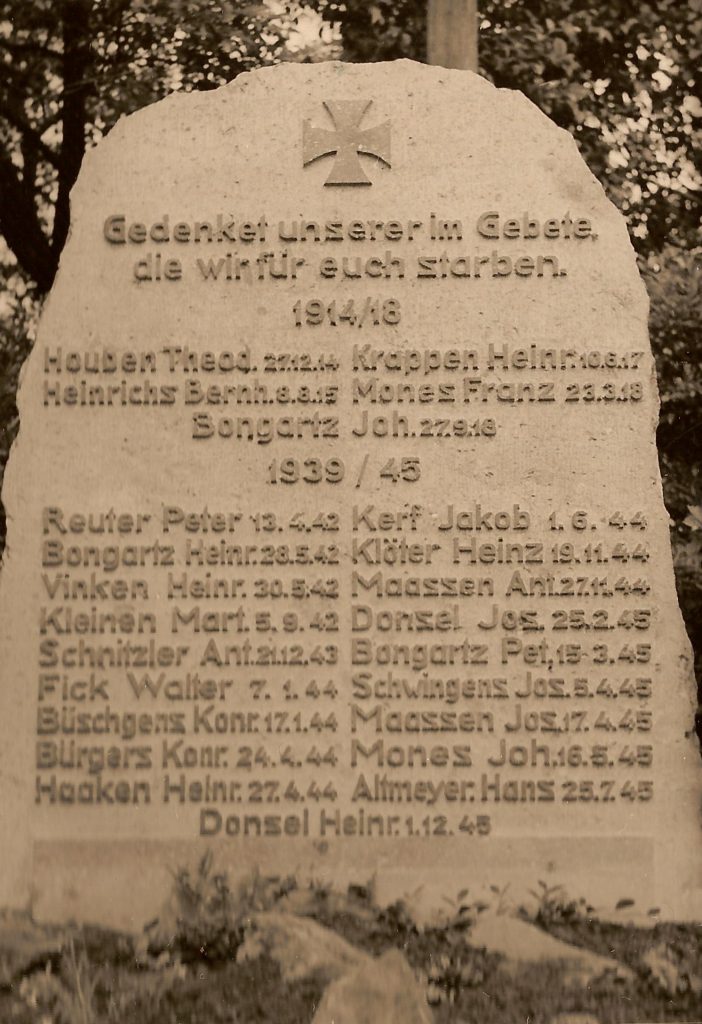 Gedenket unserer im Gebete,
die wir für euch starben.
1914/18
Houben Theod. 27.12.14 Krappen Heinr. 10.6.17
Heinrichs Bernh. 8.8.15 Mones Franz 23.3.18
Bongartz Joh. 27.9.18
1939 / 45
Reuter Peter 13.4.42 Kerf Jakob 1.6.44
Bongartz Heinr. 28.5.42 Klöter Heinz 19.11.44
Vinken Heinr. 30.5.42 Maassen Ant. 27.11.44
Kleinen Mart. 5.9.42 Donsel Jos. 25.2.45
Schnitzler Ant. 21.12.43 Bongartz Pet. 15.3.45
Fick Walter 7.1.44 Schwingens Jos. 5.4.45
Büschgens Konr. 17.1.44 Maassen Jos. 17.4.45
Bürgers Konr. 24.4.44 Mones Joh. 16.5.45
Haaken Heinr. 27.4.44 Altmeyer. Hans 25.7.45
Donsel Heinr. 1.12.45